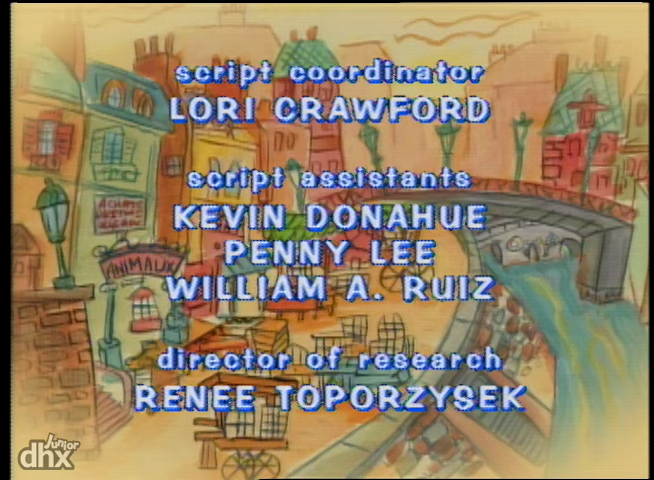 script coordinator
LORI CRAWFORD
script assistants
KEVIN DONAHUE
PENNY LEE
WILLIAM A. RUIZ
director of research
RENEE TOPORZYSEK
ANIMAUX
Junior
dhx